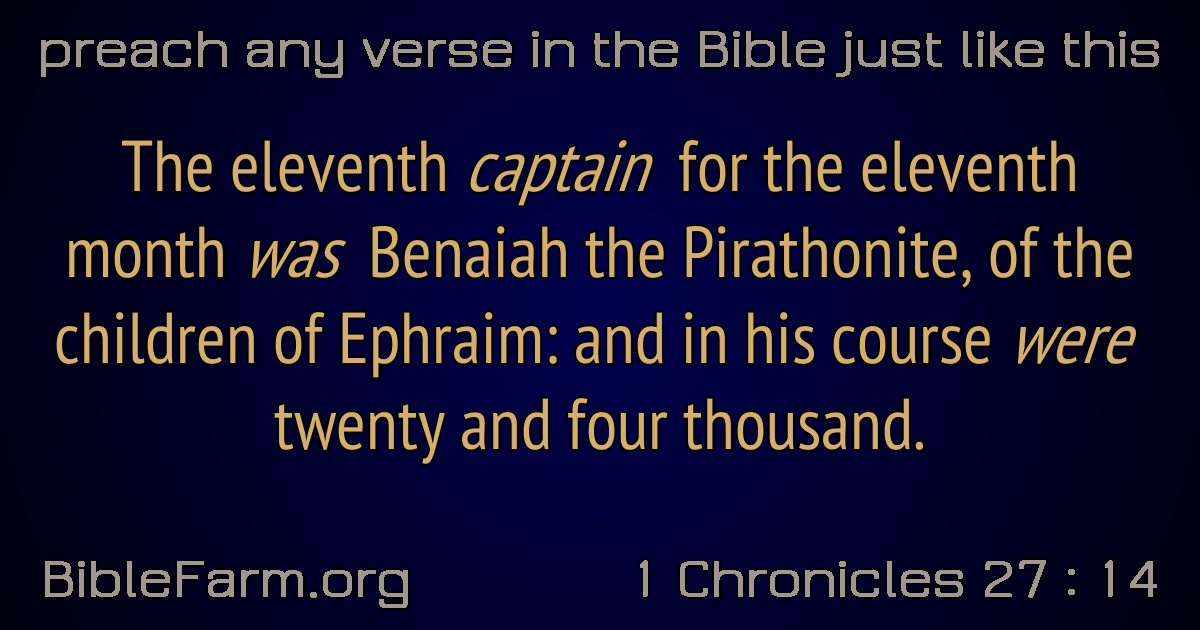 preach any verse in the Bible just like this
The eleventh captain for the eleventh
month was Benaiah the Pirathonite, of the
children of Ephraim: and in his course were
twenty and four thousand.
BibleFarm.org
1 Chronicles 27 : 14